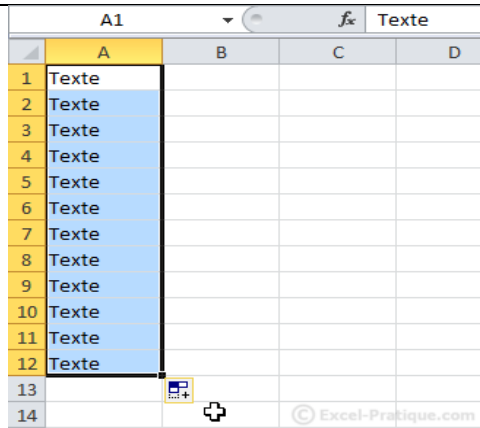 A1 fx Texte
A B C D
1 Texte
2 Texte
3 Texte
4 Texte
5 Texte
6 Texte
7 Texte
8 Texte
9 Texte
10 Texte
11 Texte
12 Texte
13
14 © Excel-Pratique.com